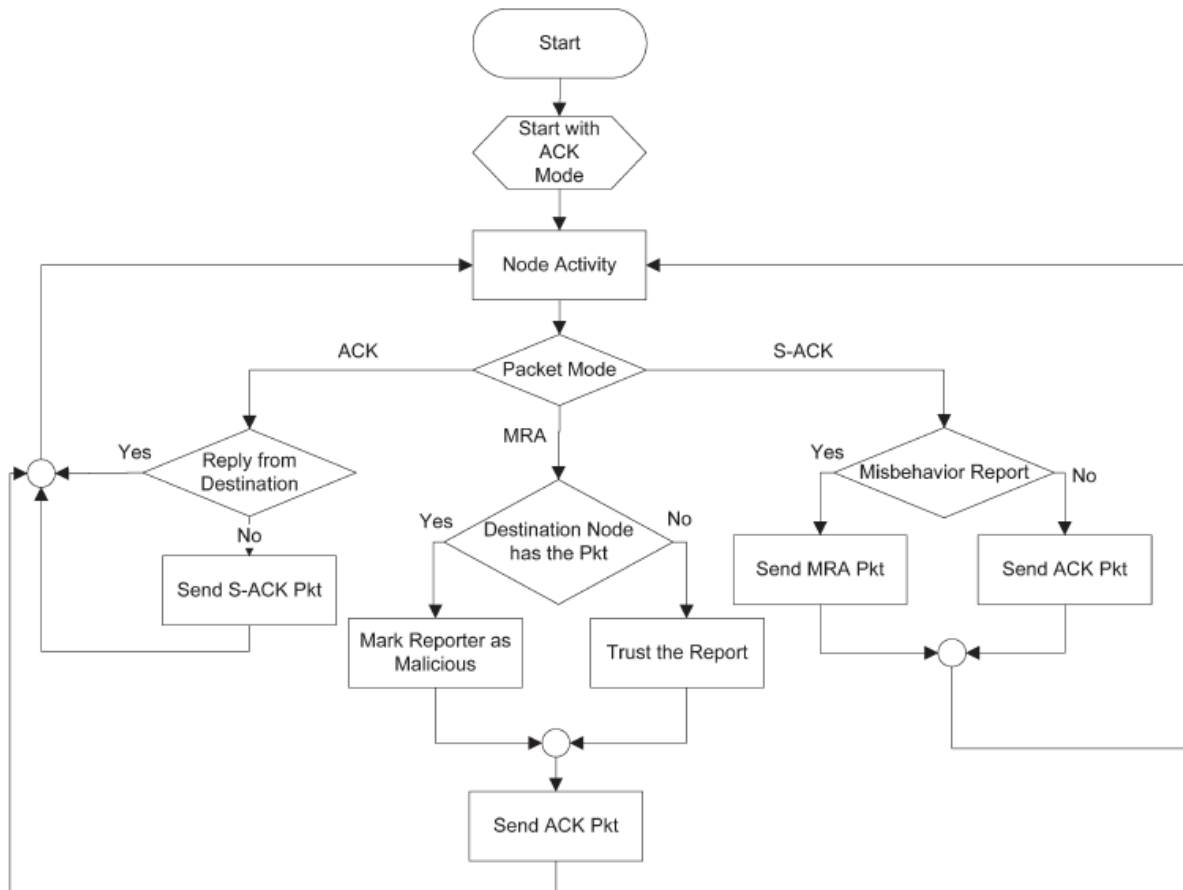 Start
Start with
ACK
Mode
Node Activity
ACK
Packet Mode
S-ACK
MRA
Yes
Reply from
Destination
No
Send S-ACK Pkt
Yes
Destination Node
has the Pkt
No
Mark Reporter as
Malicious
Trust the Report
Send ACK Pkt
Yes
Misbehavior Report
No
Send MRA Pkt
Send ACK Pkt